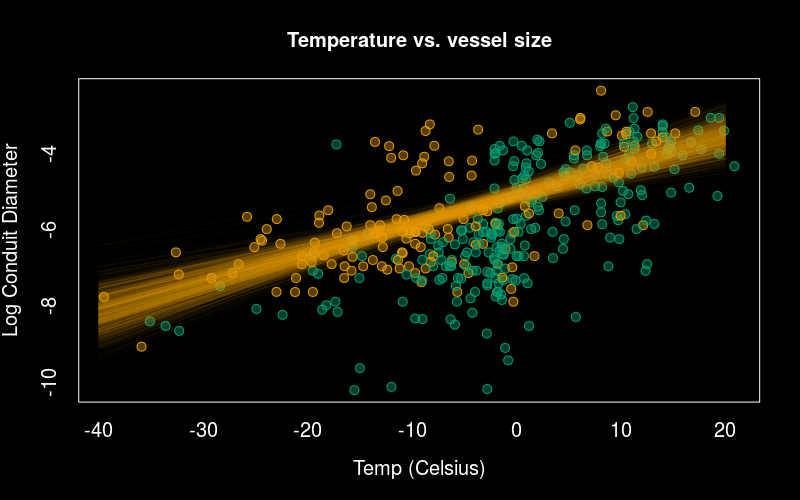 Temperature vs. vessel size
Log Conduit Diameter
-4
-6
-8
-10
-40 -30 -20 -10 0 10 20
Temp (Celsius)